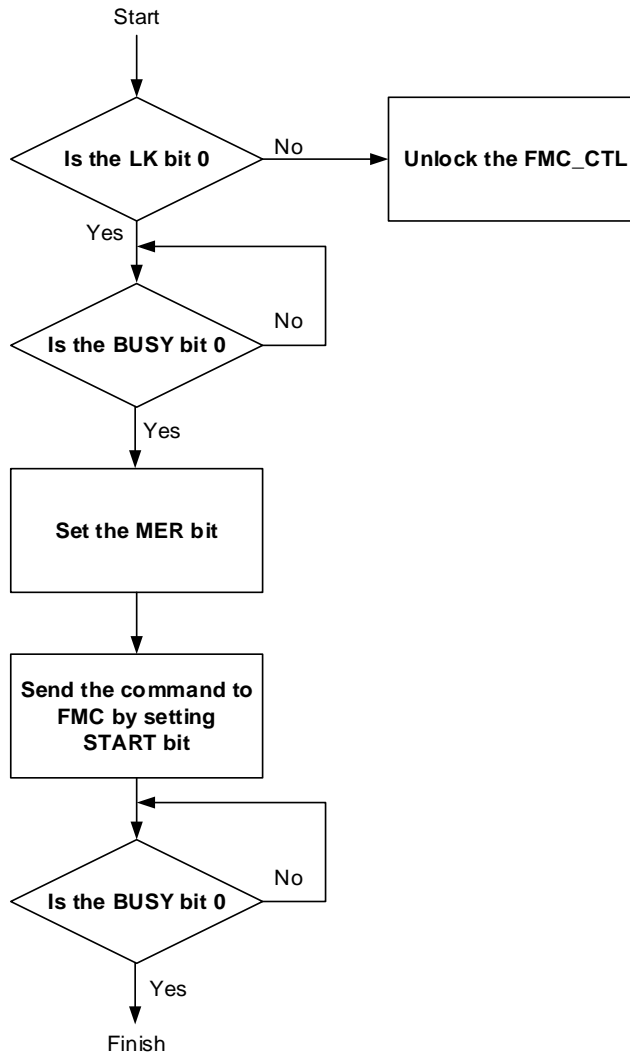 Start
Is the LK bit 0
No
Unlock the FMC_CTL
Yes
No
Is the BUSY bit 0
Yes
Set the MER bit
Send the command to
FMC by setting
START bit
No
Is the BUSY bit 0
Yes
Finish